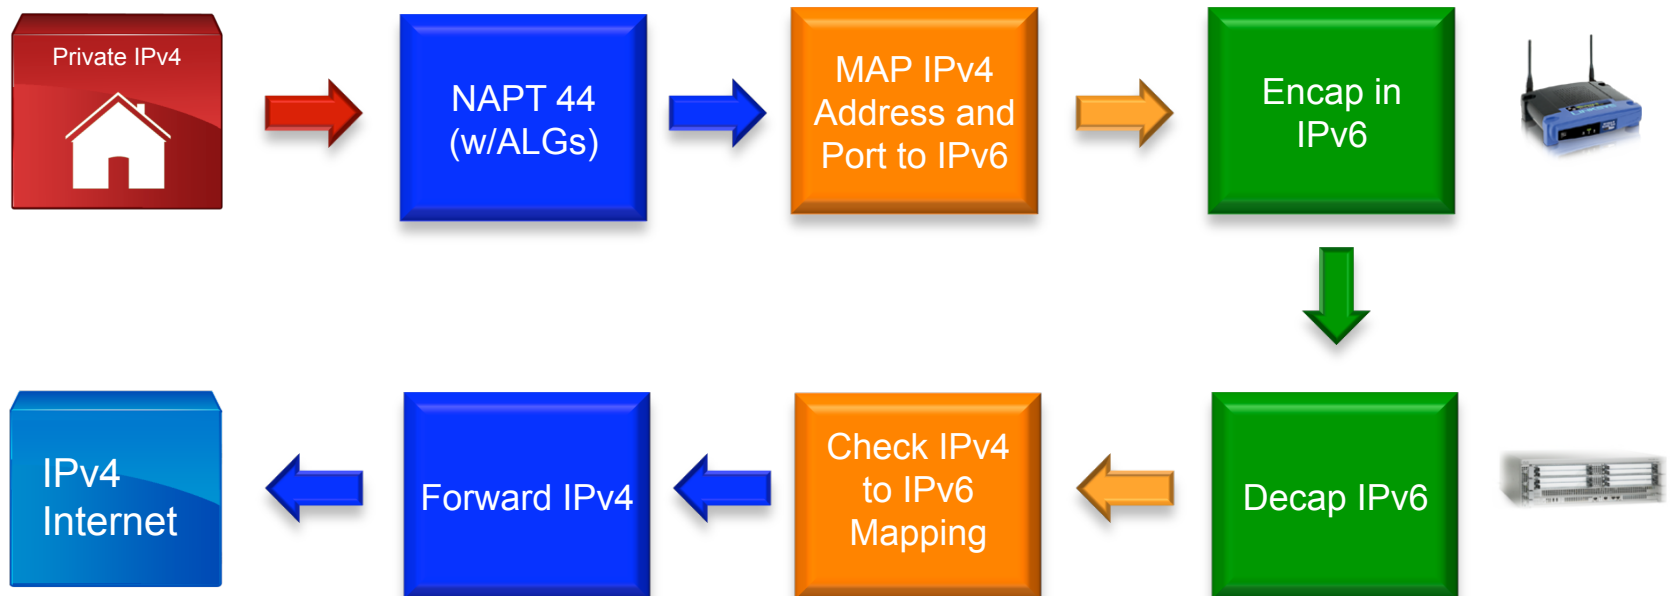 Private IPv4
NAPT 44
(w/ALGs)
MAP IPv4
Address and
Port to IPv6
Encap in
IPv6
IPv4
Internet
Forward IPv4
Check IPv4
to IPv6
Mapping
Decap IPv6